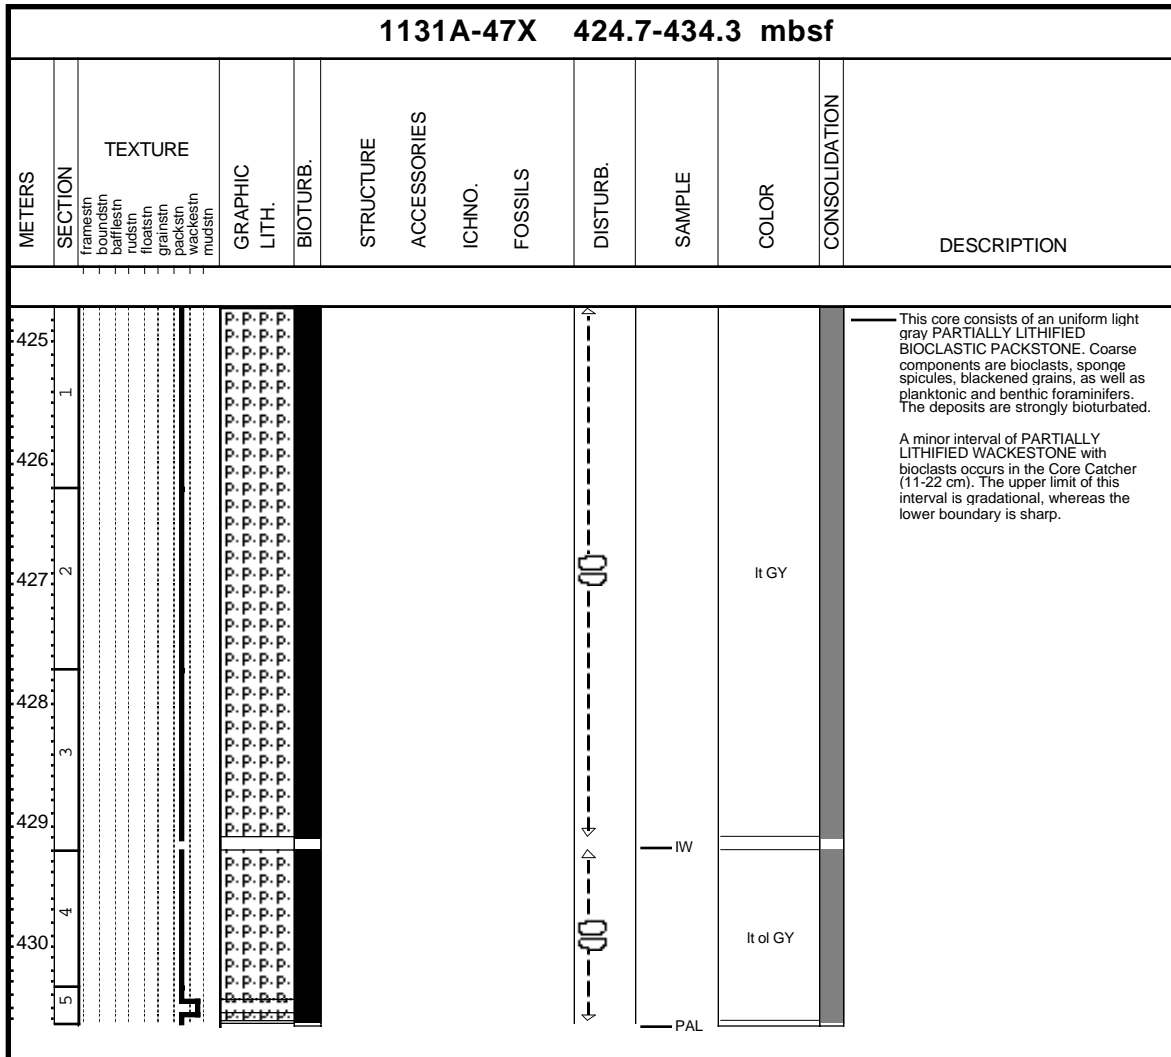 1131A-47X 424.7-434.3 mbsf
METERS
SECTION
TEXTURE
framestn
boundstn
bafflestn
rudstn
floatstn
grainstn
packstn
wackestn
mudstn
GRAPHIC
LITH.
BIOTURB.
STRUCTURE
ACCESSORIES
ICHNO.
FOSSILS
DISTURB.
SAMPLE
COLOR
CONSOLIDATION
DESCRIPTION
425
426
427
428
429
430
1
2
3
4
5
IW
PAL
lt GY
lt ol GY
This core consists of an uniform light
gray PARTIALLY LITHIFIED
BIOCLASTIC PACKSTONE. Coarse
components are bioclasts, sponge
spicules, blackened grains, as well as
planktonic and benthic foraminifers.
The deposits are strongly bioturbated.
A minor interval of PARTIALLY
LITHIFIED WACKESTONE with
bioclasts occurs in the Core Catcher
(11-22 cm). The upper limit of this
interval is gradational, whereas the
lower boundary is sharp.